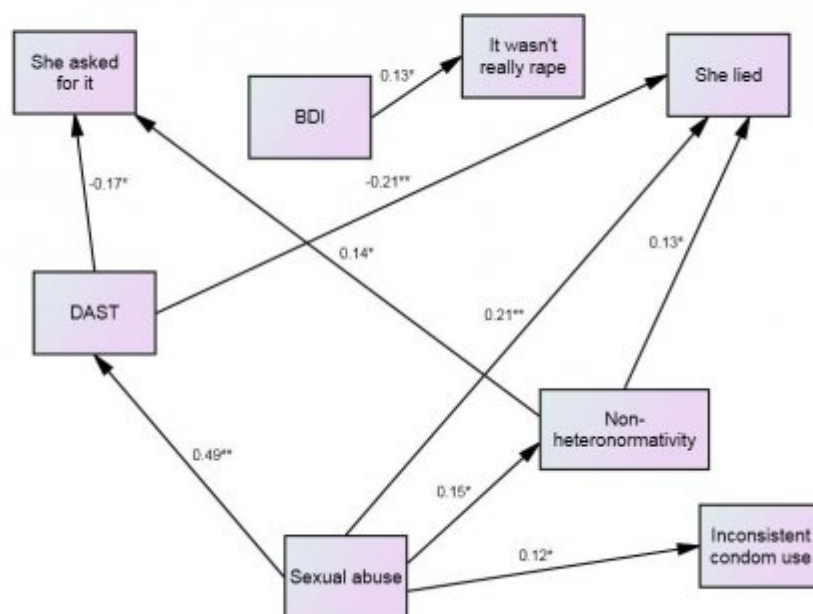 She asked
for it
It wasn't
really rape
She lied
BDI
0.13*
-0.17*
-0.21**
0.14*
0.13*
DAST
0.21**
Non-
heteronormativity
0.49**
0.15*
Sexual abuse
0.12*
Inconsistent
condom use